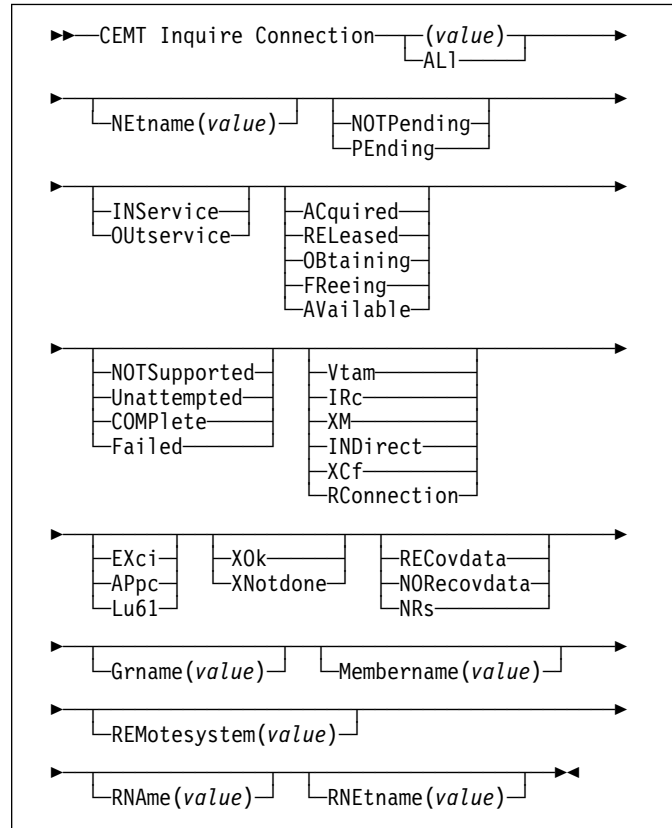 CEMT Inquire Connection (value)
ALl
NEtname(value) NOTPending
PEnding
INService ACquired
OUtservice RELeased
OBtaining
FReeing
AVailable
NOTSupported Vtam
Unattempted IRc
COMPlete XM
Failed INDirect
XCf
RConnection
EXci XOk RECovdata
APpc XNotdone NORecovdata
Lu61 NRs
Grname(value) Membername(value)
REMotesystem(value)
RNAme(value) RNEtname(value)